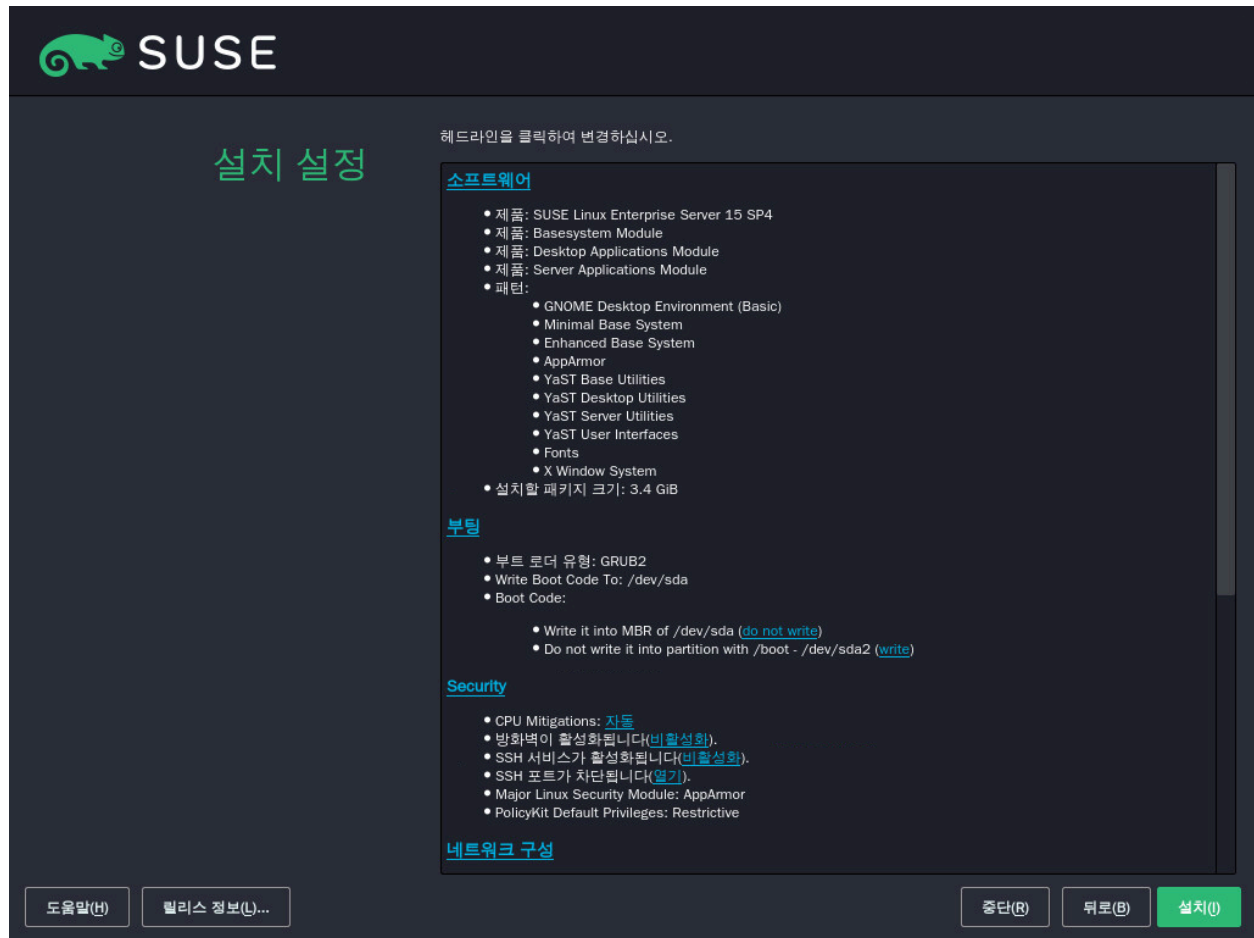 SUSE
설치 설정
헤드라인을 클릭하여 변경하십시오.
소프트웨어
제품: SUSE Linux Enterprise Server 15 SP4
제품: Basesystem Module
제품: Desktop Applications Module
제품: Server Applications Module
패턴:
GNOME Desktop Environment (Basic)
Minimal Base System
Enhanced Base System
AppArmor
YaST Base Utilities
YaST Desktop Utilities
YaST Server Utilities
YaST User Interfaces
Fonts
X Window System
설치할 패키지 크기: 3.4 GiB
부팅
부트 로더 유형: GRUB2
Write Boot Code To: /dev/sda
Boot Code:
Write it into MBR of /dev/sda (do not write)
Do not write it into partition with /boot - /dev/sda2 (write)
Security
CPU Mitigations: 자동
방화벽이 활성화됩니다(비활성화).
SSH 서비스가 활성화됩니다(비활성화).
SSH 포트가 차단됩니다(열기).
Major Linux Security Module: AppArmor
PolicyKit Default Privileges: Restrictive
네트워크 구성
도움말(H)
릴리스 정보(L)...
중단(R)
뒤로(B)
설치(I)